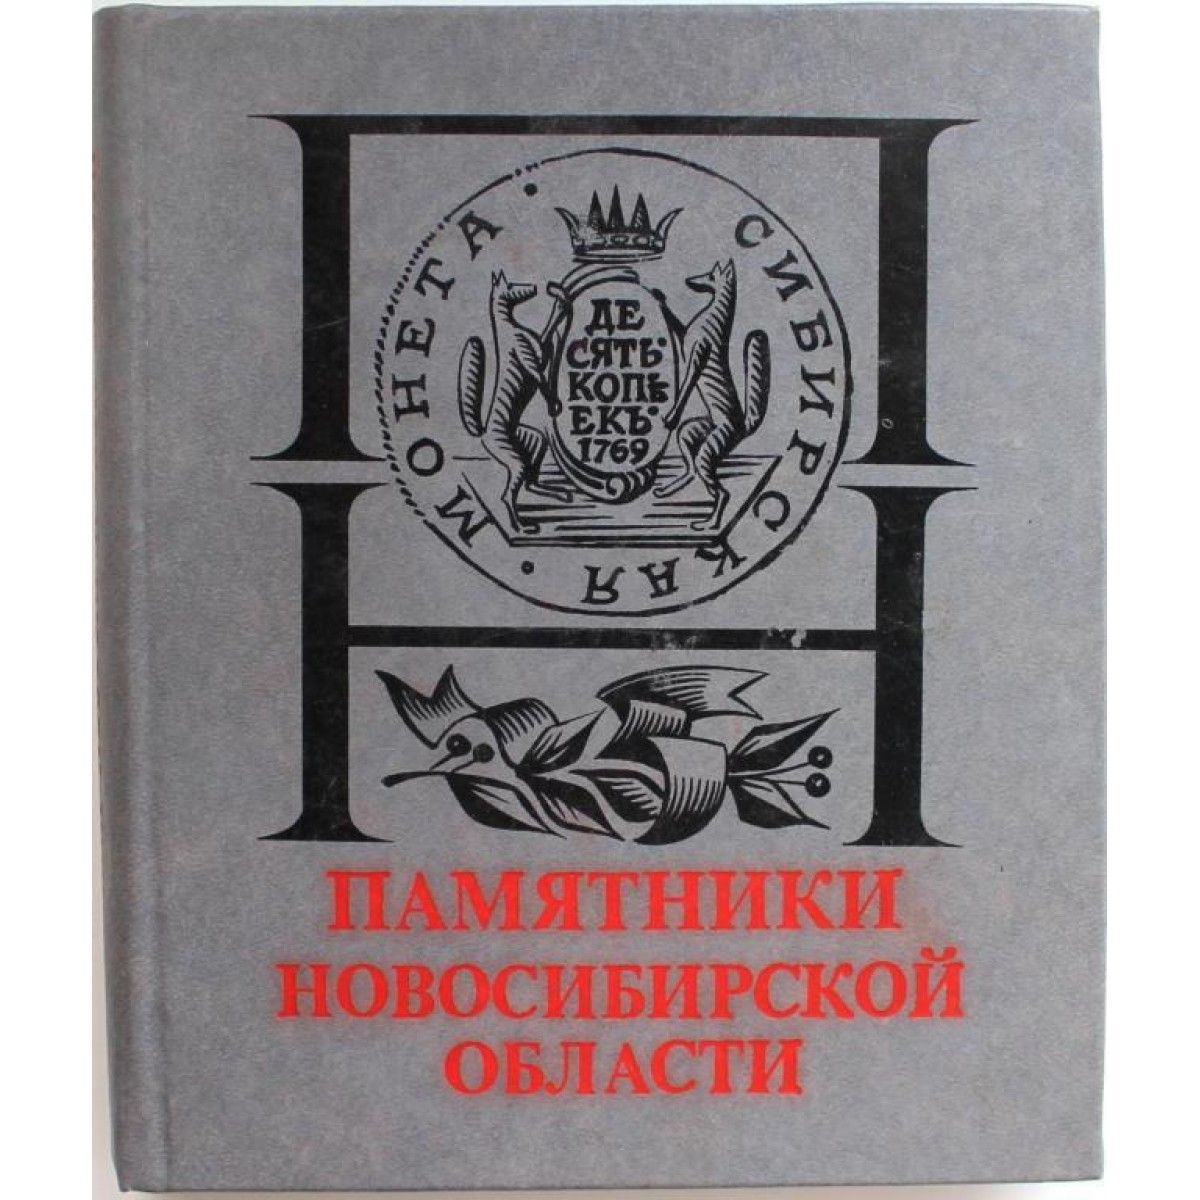 П
СИБИРСКАЯ • МОНЕТА •
ДЕ
СЯТЬ
КОПѢ
ЕКЪ
1769
Н
ПАМЯТНИКИ
НОВОСИБИРСКОЙ
ОБЛАСТИ